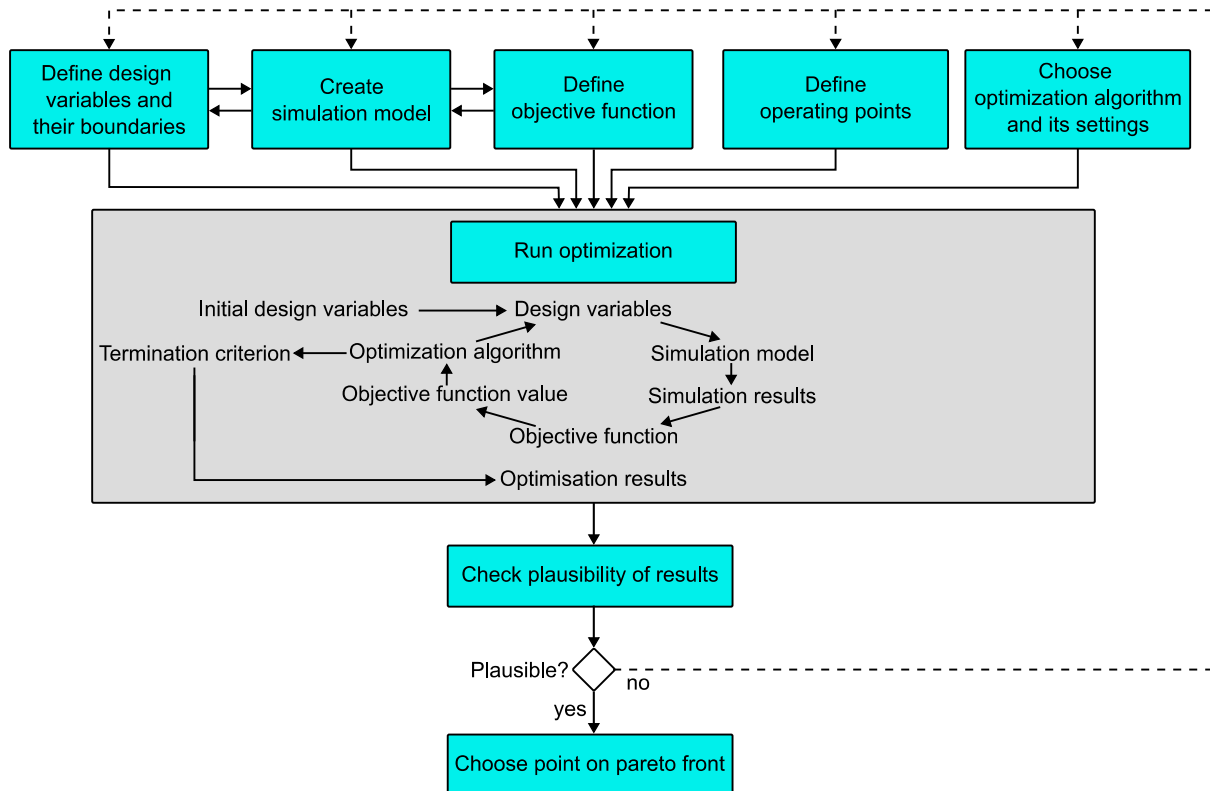 Define design
variables and
their boundaries
Create
simulation model
Define
objective function
Define
operating points
Choose
optimization algorithm
and its settings
Run optimization
Initial design variables
Design variables
Termination criterion
Optimization algorithm
Simulation model
Objective function value
Simulation results
Objective function
Optimisation results
Check plausibility of results
Plausible?
no
yes
Choose point on pareto front